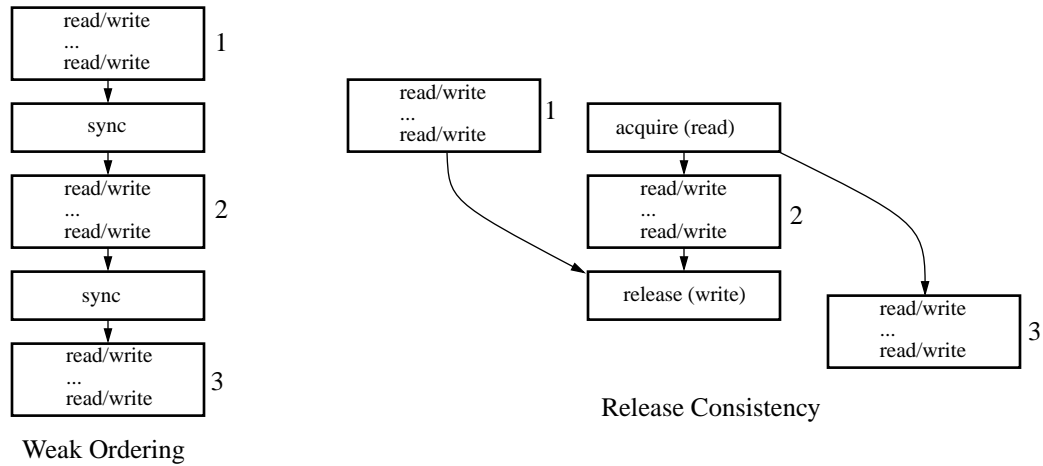 read/write
...
read/write
1
sync
read/write
...
read/write
2
sync
read/write
...
read/write
3
Weak Ordering
read/write
...
read/write
1
acquire (read)
read/write
...
read/write
2
release (write)
read/write
...
read/write
3
Release Consistency